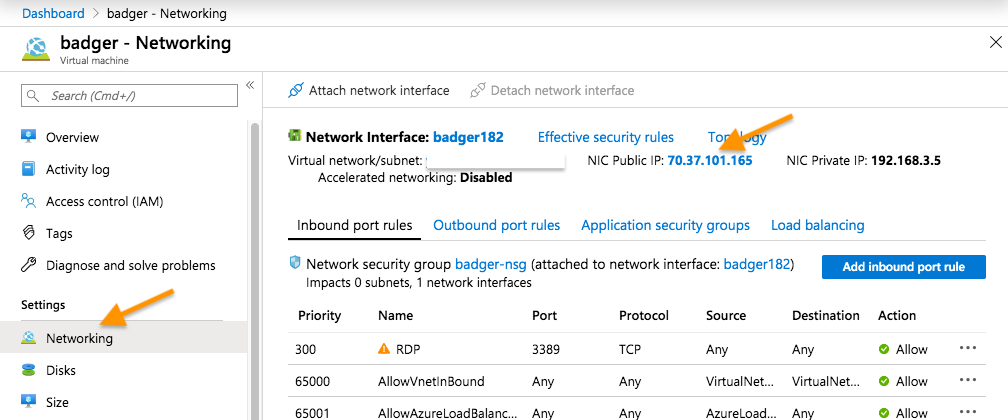 Dashboard > badger - Networking
badger - Networking
Virtual machine
Search (Cmd+/)
«
Overview
Activity log
Access control (IAM)
Tags
Diagnose and solve problems
Settings
Networking
Disks
Size
Attach network interface Detach network interface
Network Interface: badger182 Effective security rules Topology
Virtual network/subnet: NIC Public IP: 70.37.101.165 NIC Private IP: 192.168.3.5
Accelerated networking: Disabled
Inbound port rules Outbound port rules Application security groups Load balancing
Network security group badger-nsg (attached to network interface: badger182)
Impacts 0 subnets, 1 network interfaces
Add inbound port rule
Priority Name Port Protocol Source Destination Action
300 RDP 3389 TCP Any Any Allow ...
65000 AllowVnetInBound Any Any VirtualNet... VirtualNet... Allow ...
65001 AllowAzureLoadBalanc... Any Any AzureLoad... Any Allow ...